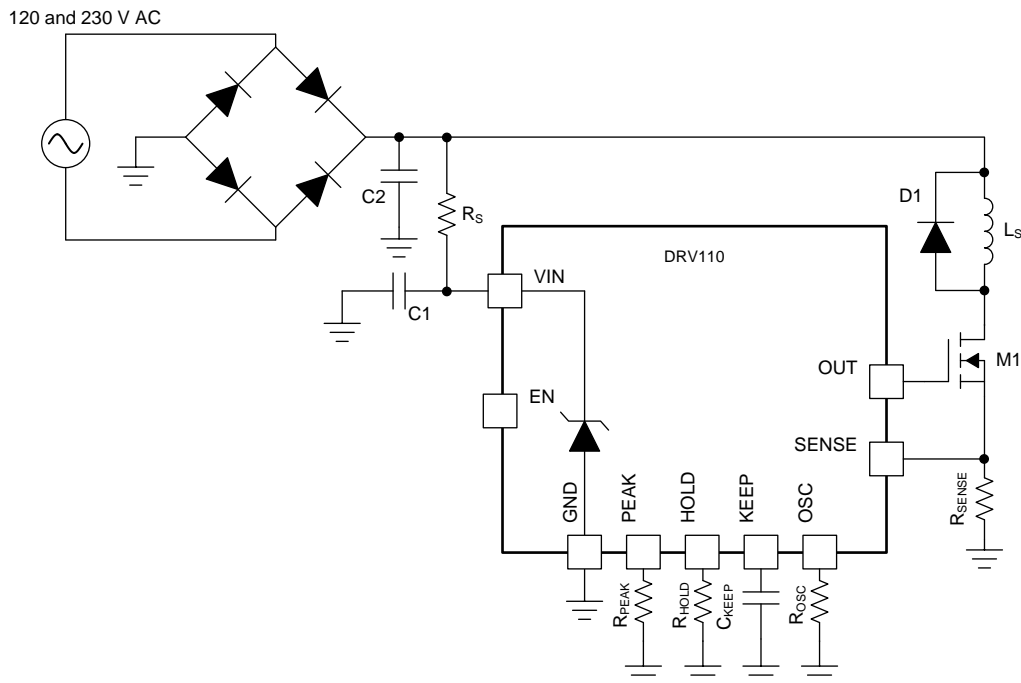 120 and 230 V AC
C2
RS
D1
LS
DRV110
VIN
C1
M1
OUT
EN
SENSE
GND
PEAK
HOLD
KEEP
OSC
RSENSE
RPEAK
RHOLD
CKEEP
ROSC